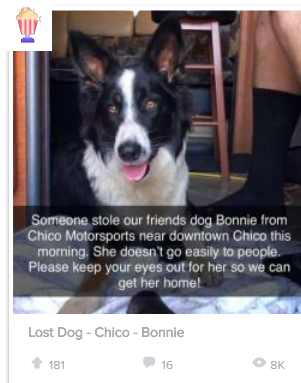 Someone stole our friends dog Bonnie from
Chico Motorsports near downtown Chico this
morning. She doesn't go easily to people.
Please keep your eyes out for her so we can
get her home!
Lost Dog - Chico - Bonnie
181
16
8K